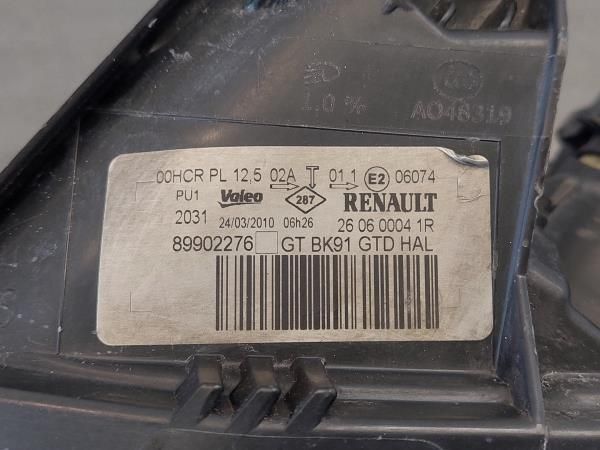 1.0 %
A048319
00HCR PL 12,5 02A T 01 1 E2 06074
PU1 Valeo 287 RENAULT
2031 24/03/2010 06h26 26 06 0004 1R
89902276 GT BK91 GTD HAL